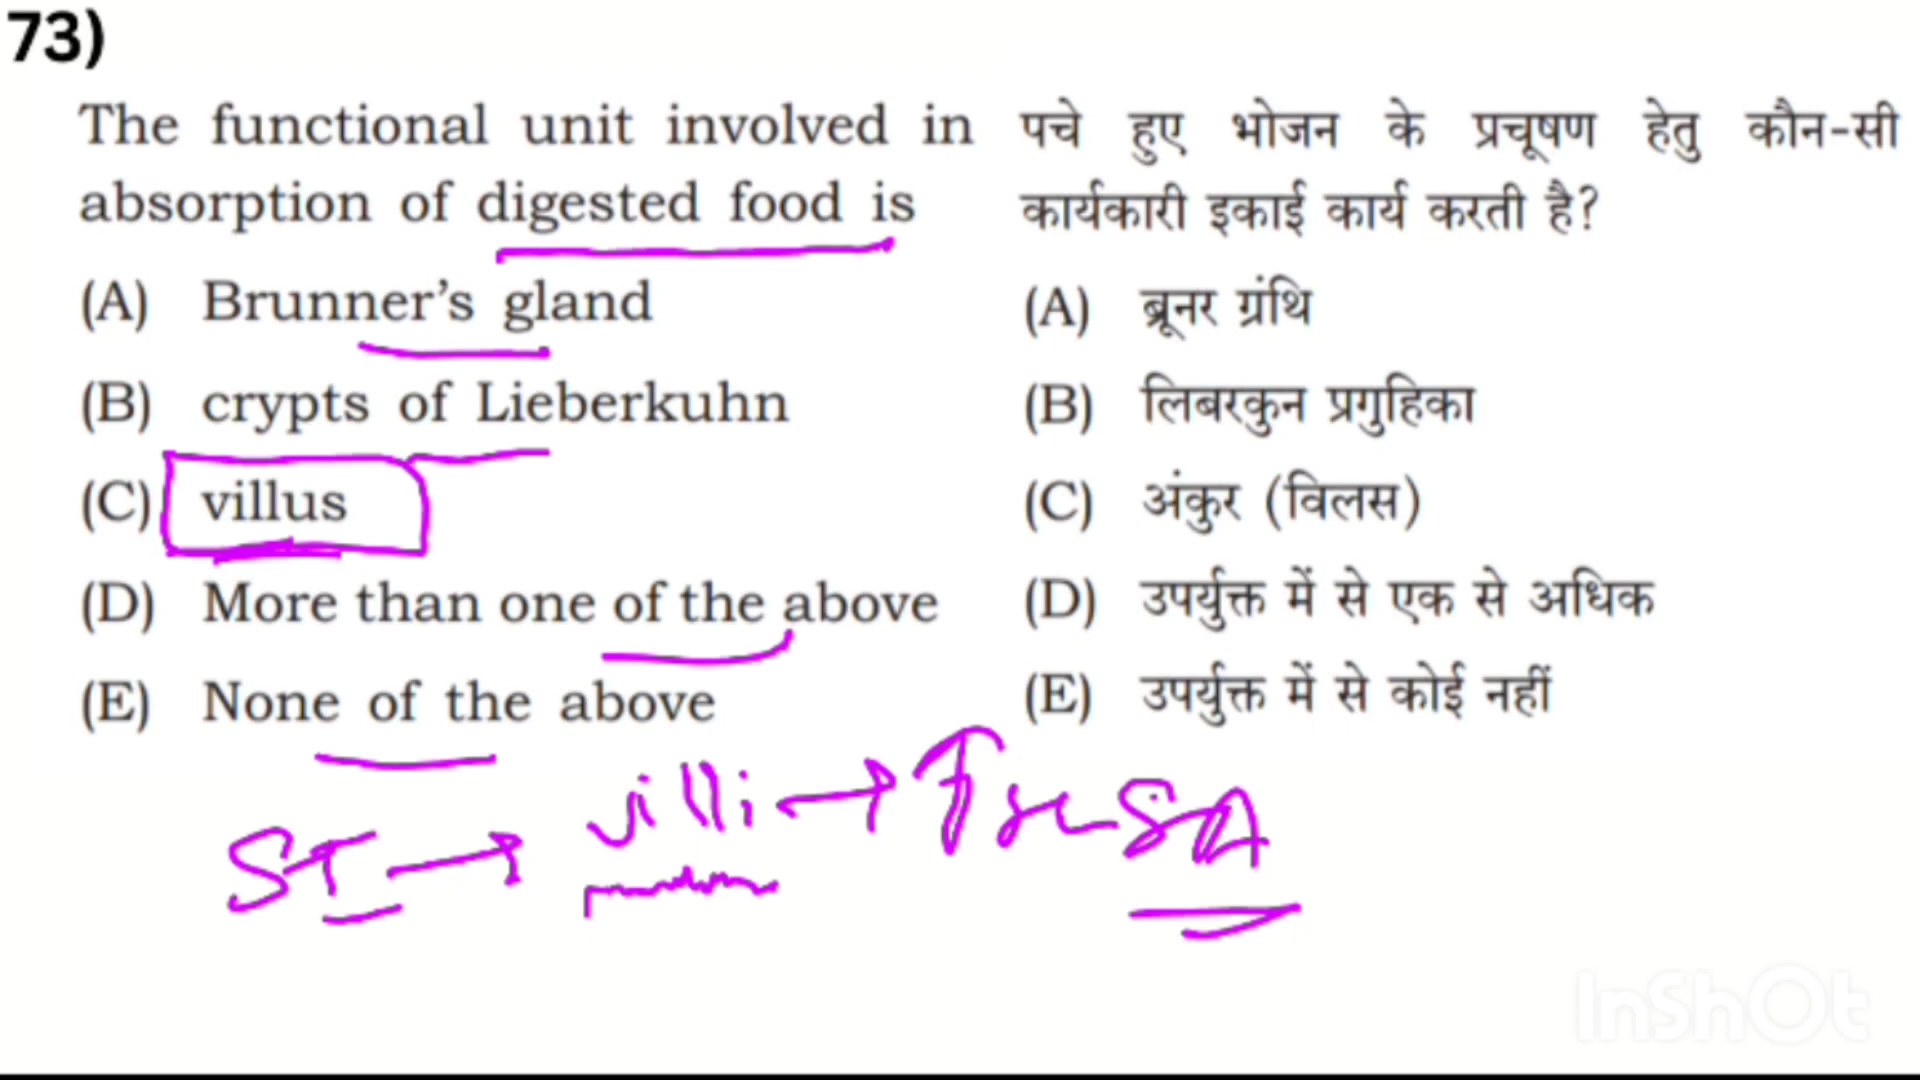 73)
The functional unit involved in
absorption of digested food is
(A) Brunner's gland
(B) crypts of Lieberkuhn
(C) villus
(D) More than one of the above
(E) None of the above
पचे हुए भोजन के प्रचूषण हेतु कौन-सी
कार्यकारी इकाई कार्य करती है?
(A) ब्रूनर ग्रंथि
(B) लिबरकुन प्रगुहिका
(C) अंकुर (विलस)
(D) उपर्युक्त में से एक से अधिक
(E) उपर्युक्त में से कोई नहीं
SI → villi → ↑ SA
InShOt